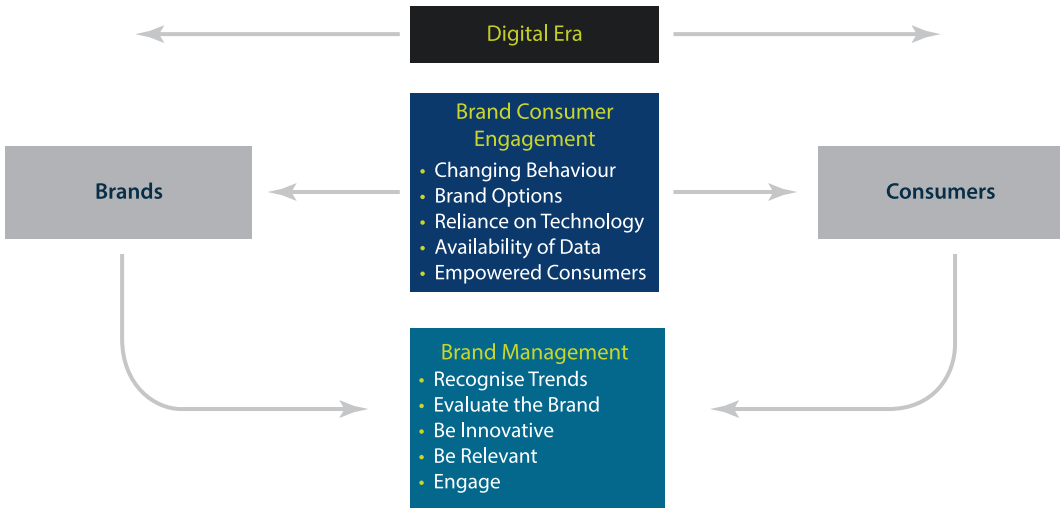 Digital Era
Brand Consumer
Engagement
• Changing Behaviour
• Brand Options
• Reliance on Technology
• Availability of Data
• Empowered Consumers
Brands
Consumers
Brand Management
• Recognise Trends
• Evaluate the Brand
• Be Innovative
• Be Relevant
• Engage